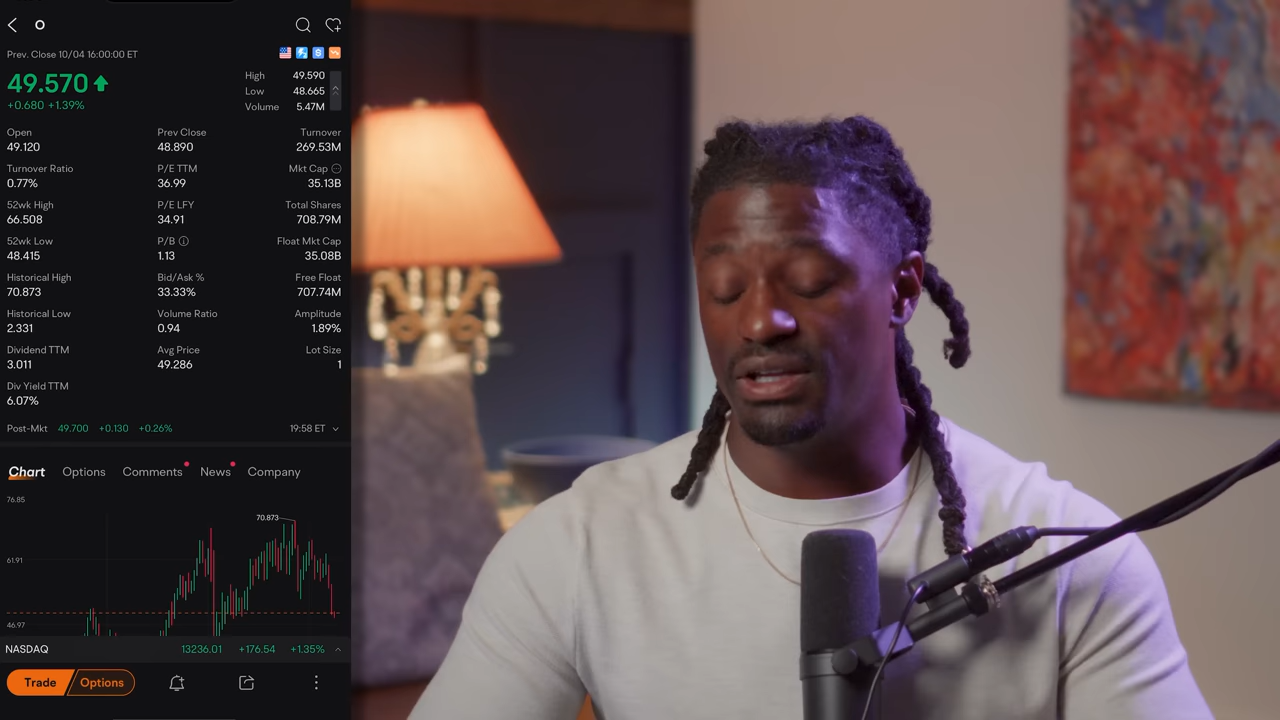 O
Prev. Close 10/04 16:00:00 ET
49.570
+0.680 +1.39%
High 49.590
Low 48.665
Volume 5.47M
Open Prev Close Turnover
49.120 48.890 269.53M
Turnover Ratio P/E TTM Mkt Cap
0.77% 36.99 35.13B
52wk High P/E LFY Total Shares
66.508 34.91 708.79M
52wk Low P/B Float Mkt Cap
48.415 1.13 35.08B
Historical High Bid/Ask % Free Float
70.873 33.33% 707.74M
Historical Low Volume Ratio Amplitude
2.331 0.94 1.89%
Dividend TTM Avg Price Lot Size
3.011 49.286 1
Div Yield TTM
6.07%
Post-Mkt 49.700 +0.130 +0.26% 19:58 ET
Chart Options Comments News Company
76.85
70.873
61.91
46.97
NASDAQ 13236.01 +176.54 +1.35%
Trade Options